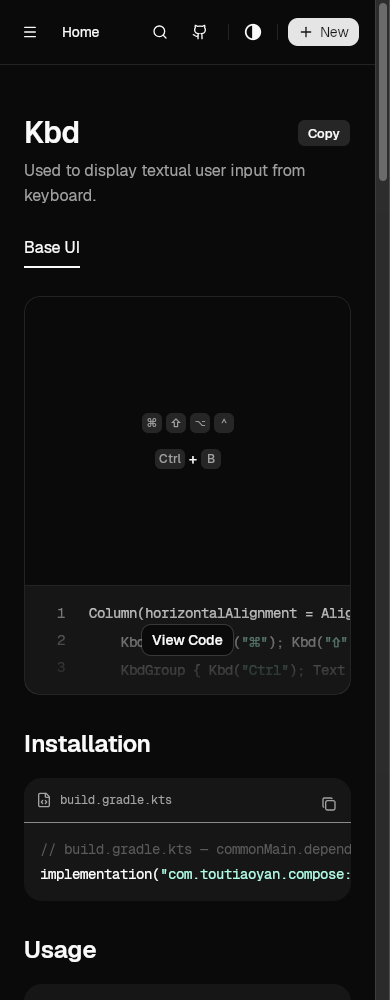 Home
New
Kbd
Copy
Used to display textual user input from
keyboard.
Base UI
⌘ ⇧ ⌥ ^
Ctrl + B
1 Column(horizontalAlignment = Alig
2 Kbd ("⌘"); Kbd("⇧"
View Code
3 KbdGroup { Kbd("Ctrl"); Text
Installation
build.gradle.kts
// build.gradle.kts — commonMain.depend
implementation("com.toutiaoyan.compose:
Usage